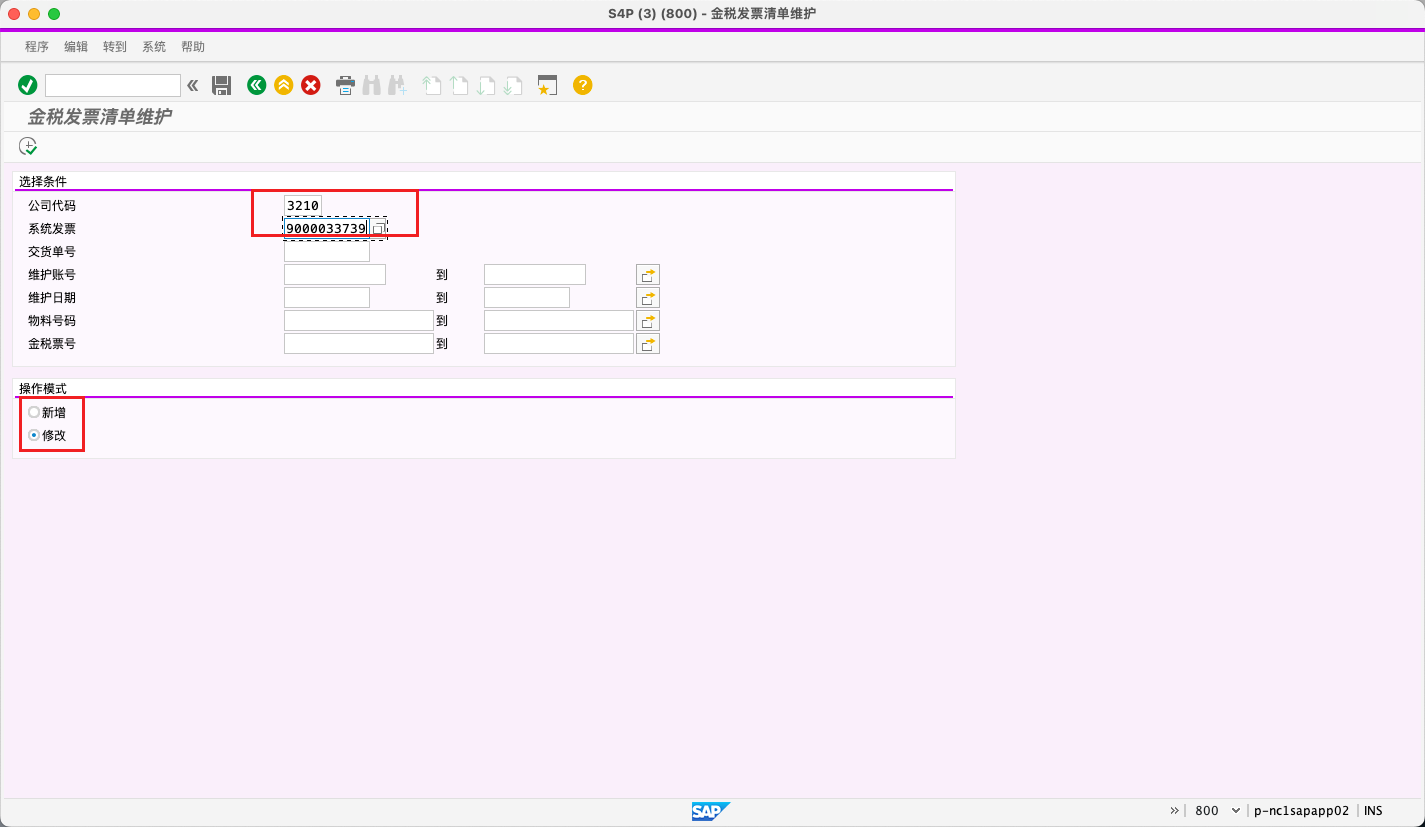 S4P (3) (800) - 金税发票清单维护
程序 编辑 转到 系统 帮助
金税发票清单维护
选择条件
公司代码 3210
系统发票 9000033739
交货单号
维护账号 到
维护日期 到
物料号码 到
金税票号 到
操作模式
新增
修改
SAP 800 p-nc1sapapp02 INS